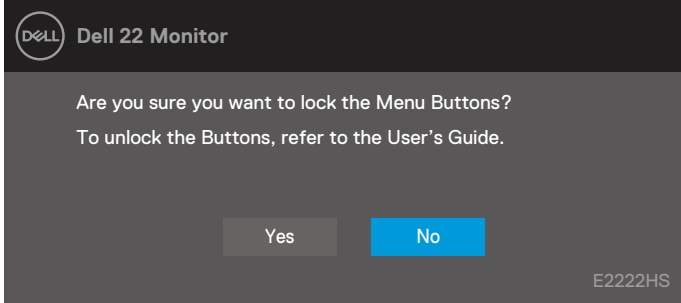 DELL
Dell 22 Monitor
Are you sure you want to lock the Menu Buttons?
To unlock the Buttons, refer to the User’s Guide.
Yes
No
E2222HS